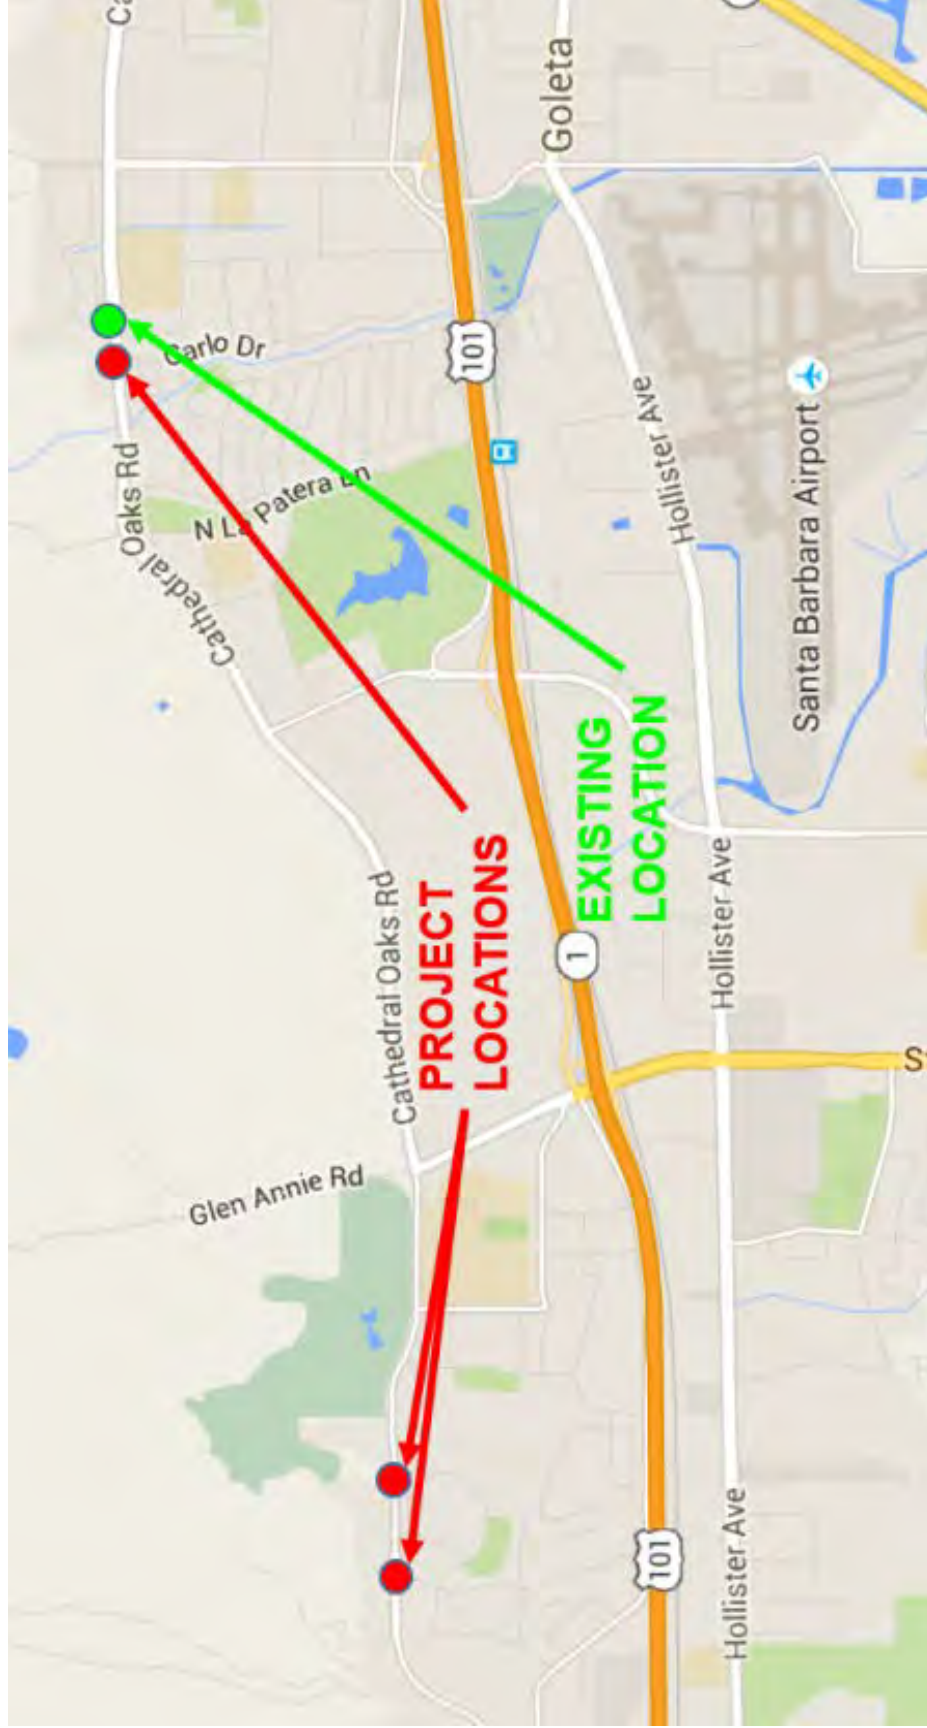 Glen Annie Rd
Cathedral Oaks Rd
Cathedral Oaks Rd
N La Patera Ln
Carlo Dr
Ca
PROJECT
LOCATIONS
EXISTING
LOCATION
101
1
101
Goleta
Hollister Ave
Hollister Ave
Hollister Ave
Santa Barbara Airport
S